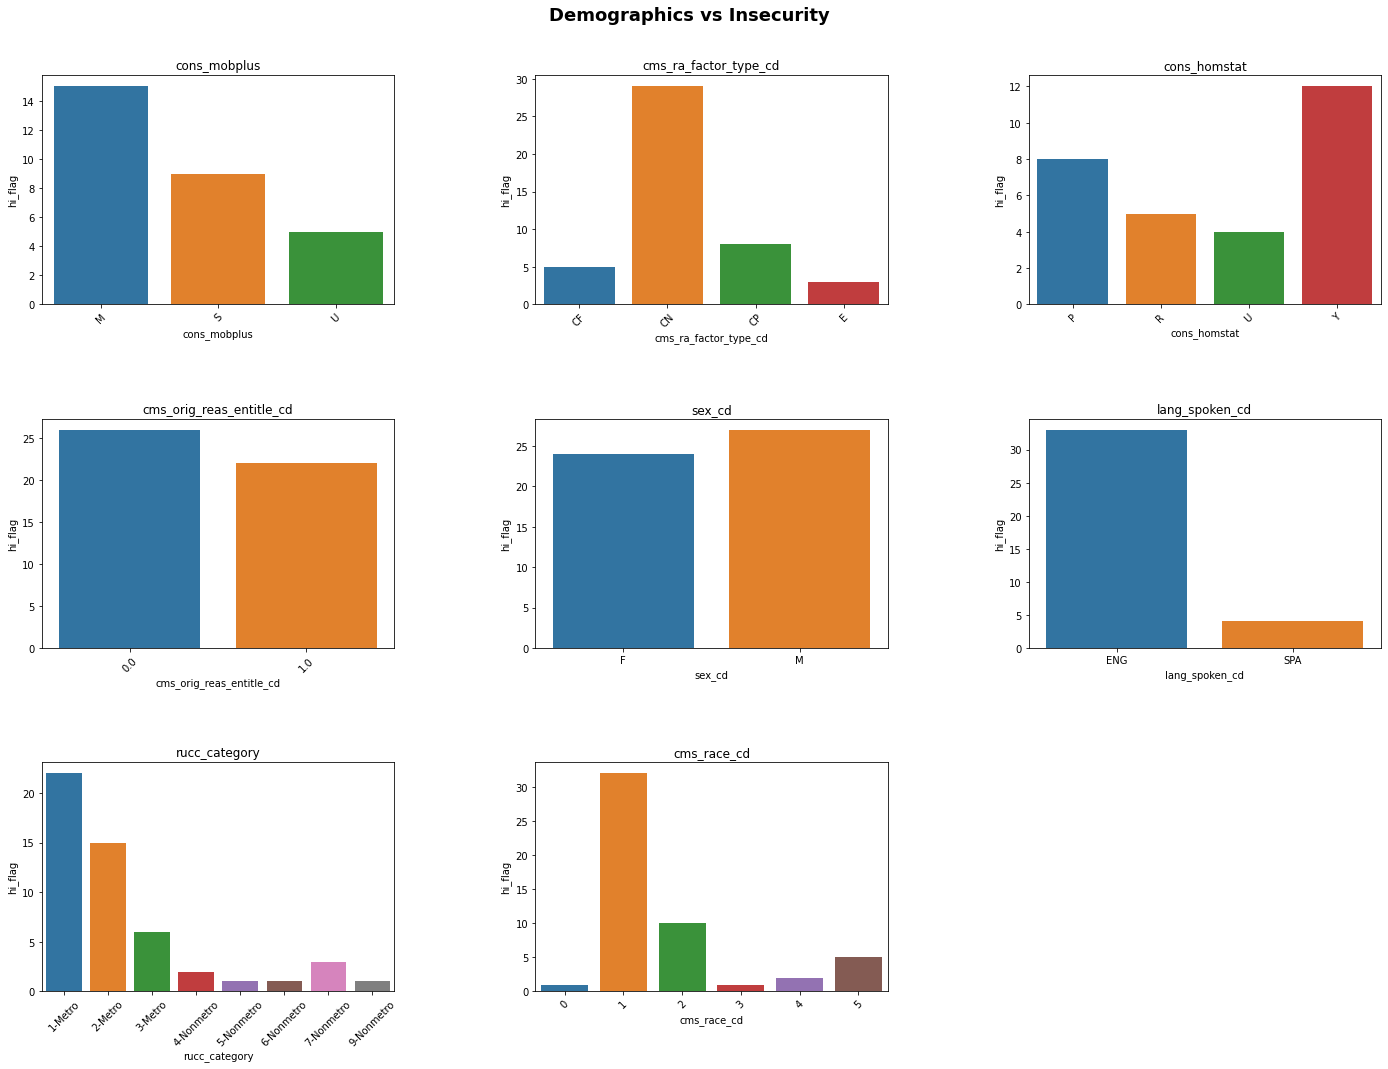 Demographics vs Insecurity
cons_mobplus
hi_flag
14
12
10
8
6
4
2
0
M
S
U
cons_mobplus
cms_ra_factor_type_cd
hi_flag
30
25
20
15
10
5
0
CF
CN
CP
E
cms_ra_factor_type_cd
cons_homstat
hi_flag
12
10
8
6
4
2
0
P
R
U
Y
cons_homstat
cms_orig_reas_entitle_cd
hi_flag
25
20
15
10
5
0
0.0
1.0
cms_orig_reas_entitle_cd
sex_cd
hi_flag
25
20
15
10
5
0
F
M
sex_cd
lang_spoken_cd
hi_flag
30
25
20
15
10
5
0
ENG
SPA
lang_spoken_cd
rucc_category
hi_flag
20
15
10
5
0
1-Metro
2-Metro
3-Metro
4-Nonmetro
5-Nonmetro
6-Nonmetro
7-Nonmetro
9-Nonmetro
rucc_category
cms_race_cd
hi_flag
30
25
20
15
10
5
0
0
1
2
3
4
5
cms_race_cd